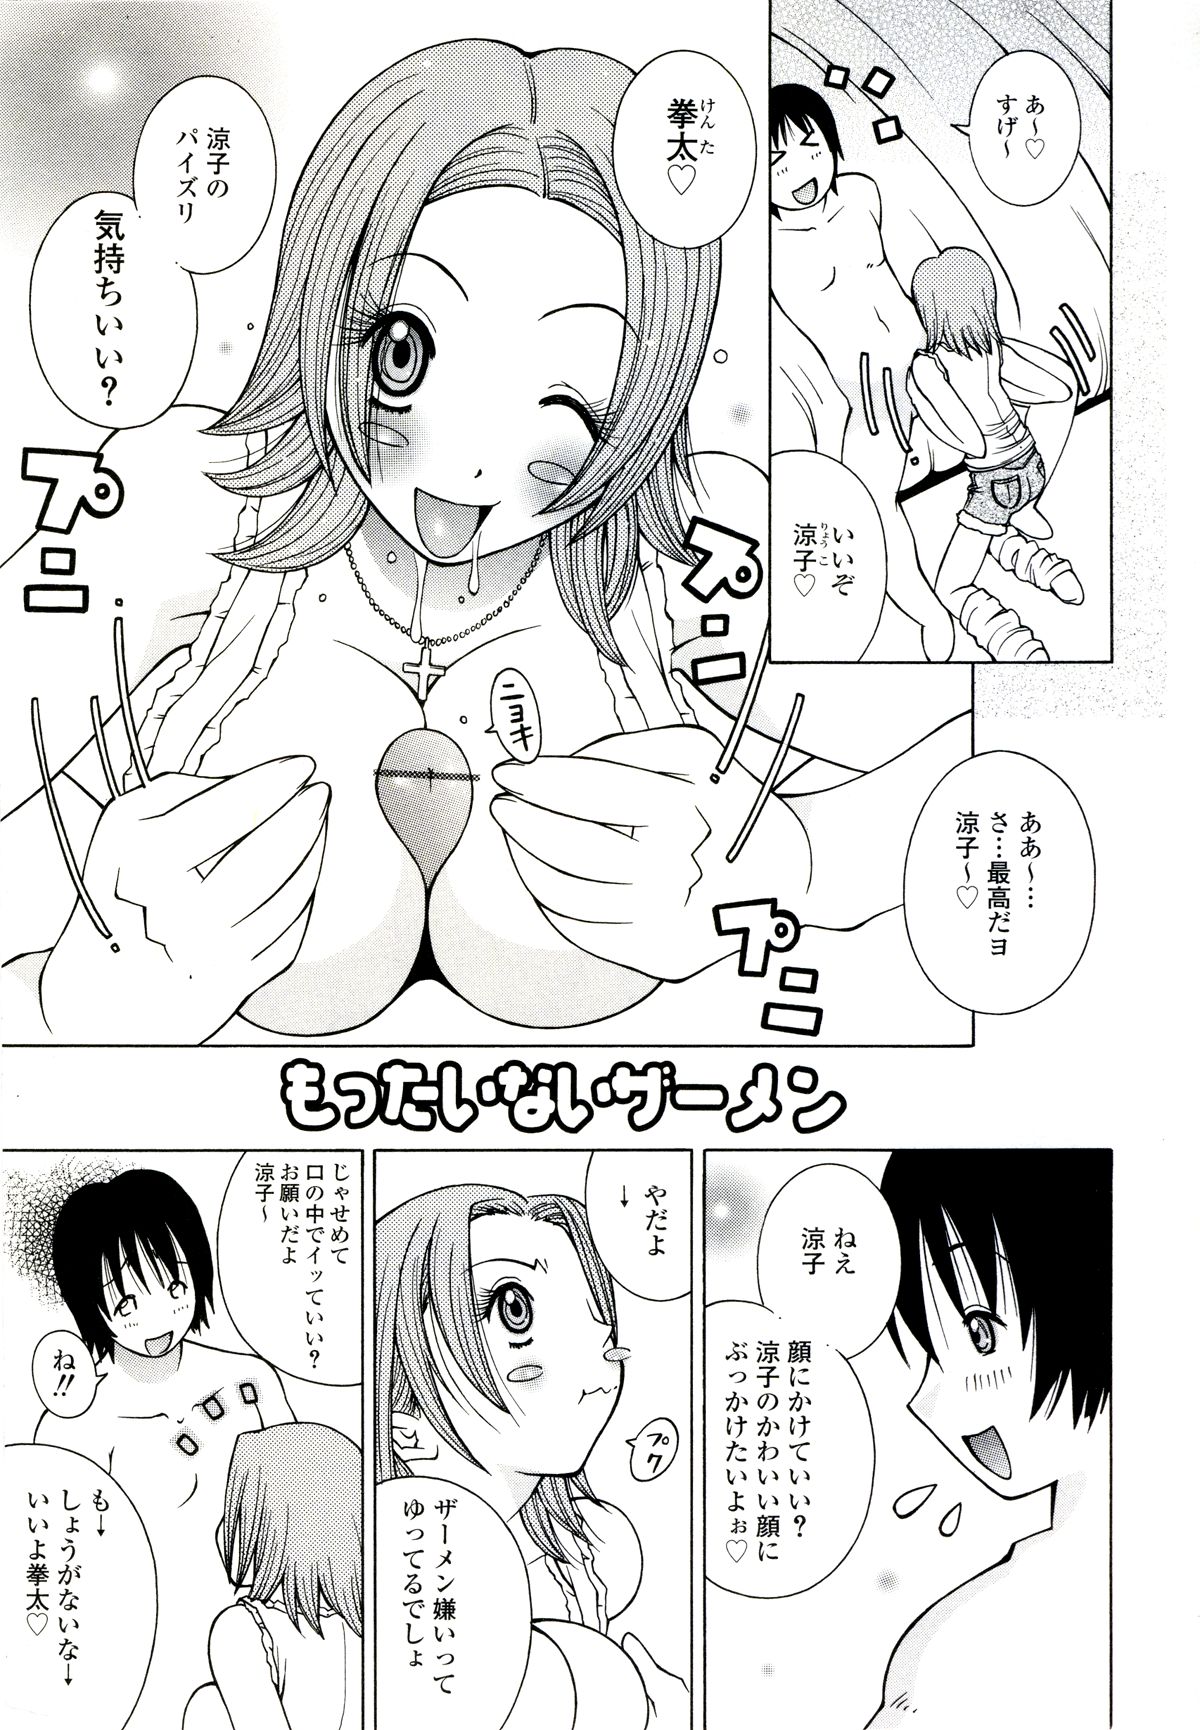 あ～♡
すげ～
いいぞ
涼子♡
りょうこ
拳太♡
けんた
涼子の
パイズリ
気持ちいい？
プニ
プニ
プニ
ニョキ
ああ～…
さ…最高だヨ
涼子～♡
もったいないザーメン
ねえ
涼子
顔にかけていい？
涼子のかわいい顔に
ぶっかけたいよぉ♡
やだよ
↓
プク
ザーメン嫌いって
ゆってるでしょ
じゃせめて
口の中でイッていい？
お願いだよ
涼子～
ね!!
も→
しょうがないな→
いいよ拳太♡